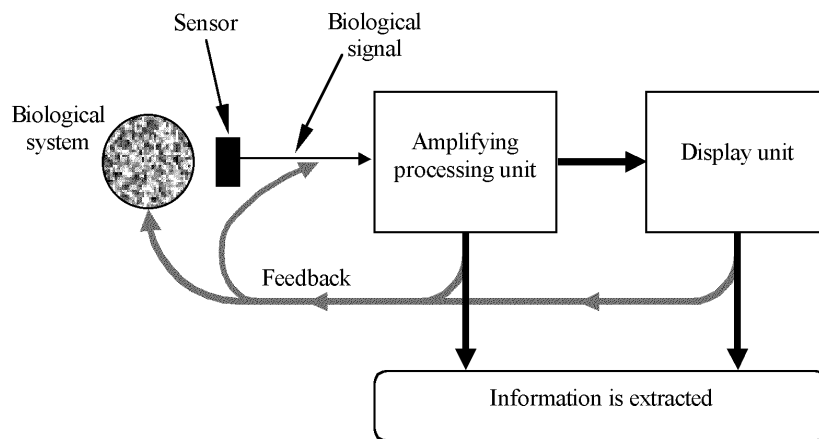 Sensor
Biological
signal
Biological
system
Amplifying
processing unit
Display unit
Feedback
Information is extracted